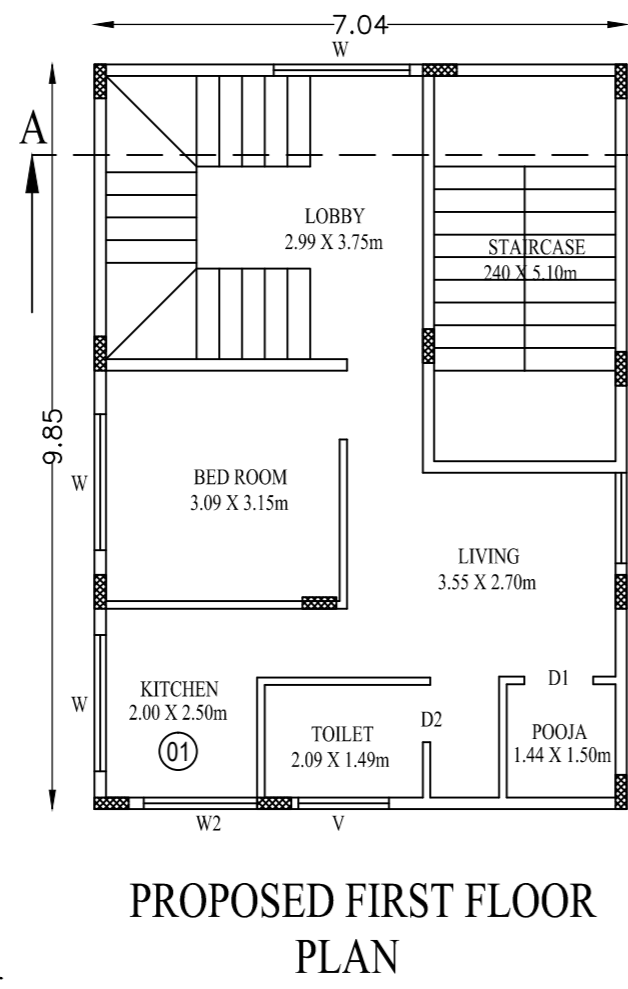 7.04
W
A
LOBBY
2.99 X 3.75m
STAIRCASE
240 X 5.10m
9.85
W
BED ROOM
3.09 X 3.15m
LIVING
3.55 X 2.70m
W
KITCHEN
2.00 X 2.50m
01
TOILET
2.09 X 1.49m
D2
D1
POOJA
1.44 X 1.50m
W2
V
PROPOSED FIRST FLOOR
PLAN